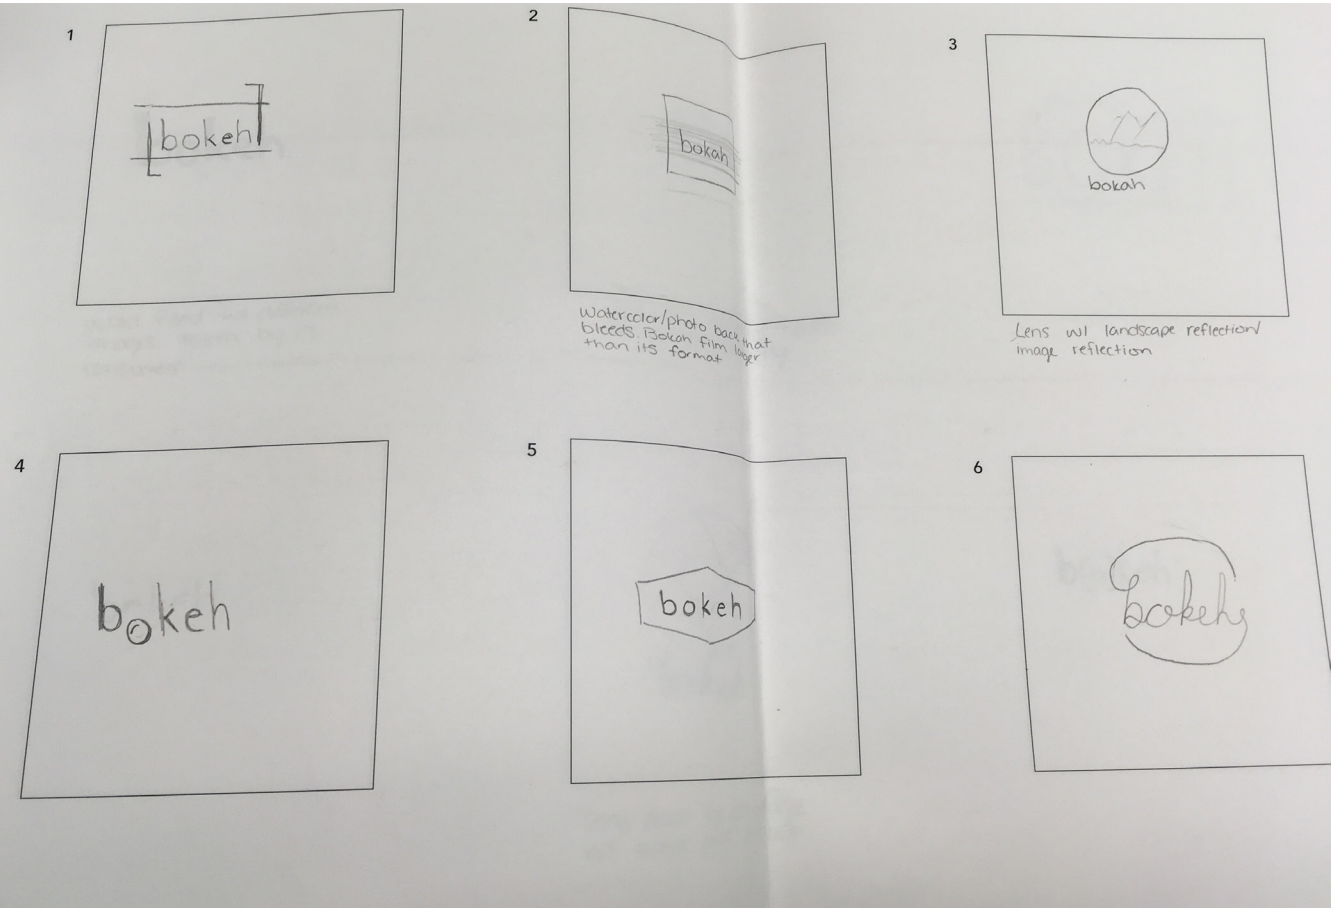 1
bokeh
2
bokah
Watercolor/photo back that
bleeds. Bokah film larger
than its format
3
bokah
Lens w/ landscape reflection/
image reflection
4
bokeh
5
bokeh
6
bokeh